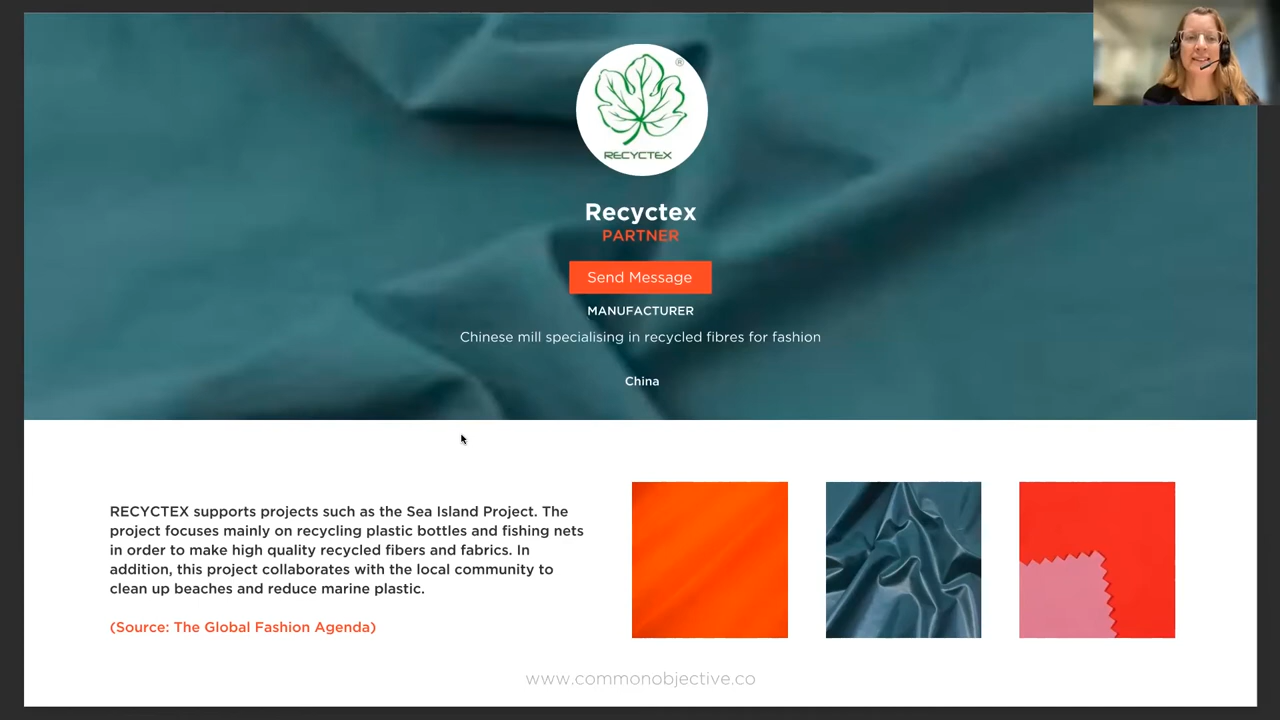 ®
RECYCTEX
Recyctex
PARTNER
Send Message
MANUFACTURER
Chinese mill specialising in recycled fibres for fashion
China
RECYCTEX supports projects such as the Sea Island Project. The
project focuses mainly on recycling plastic bottles and fishing nets
in order to make high quality recycled fibers and fabrics. In
addition, this project collaborates with the local community to
clean up beaches and reduce marine plastic.
(Source: The Global Fashion Agenda)
www.commonobjective.co